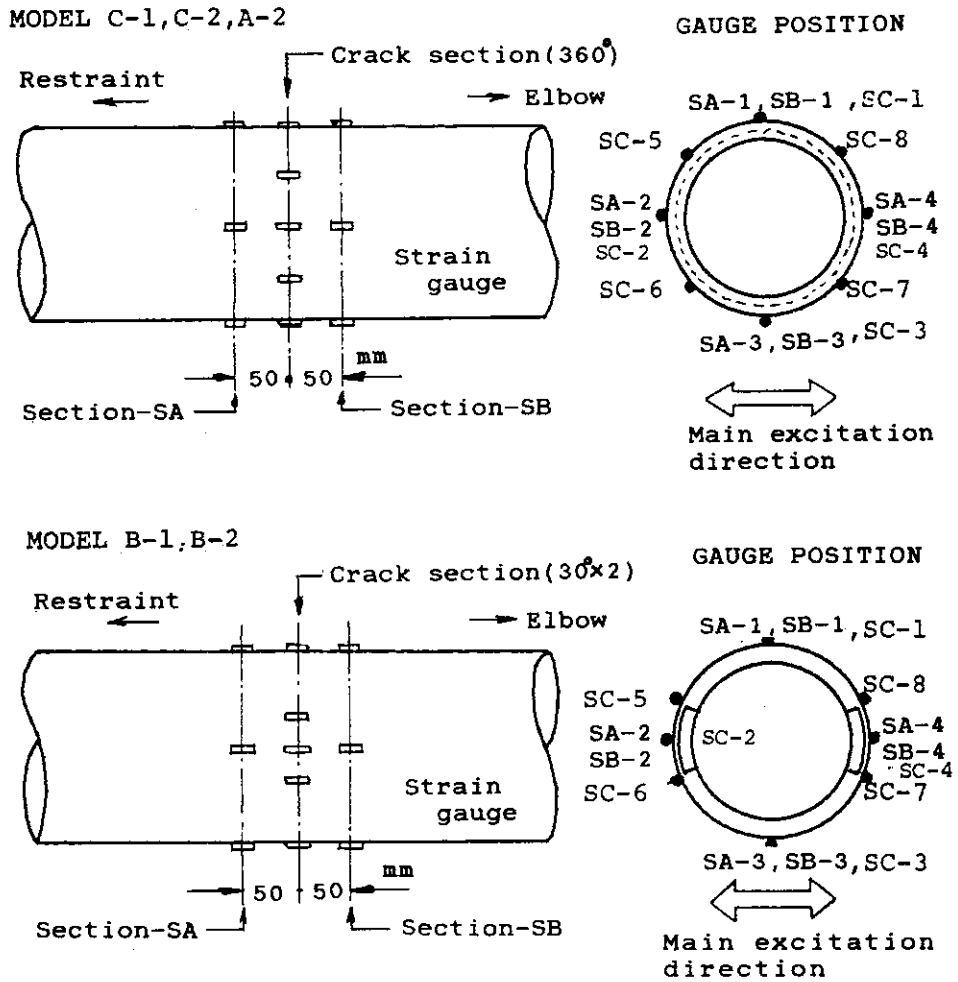 MODEL C-1,C-2,A-2
GAUGE POSITION
Crack section(360°)
Restraint
Elbow
SA-1,SB-1,SC-1
SC-5
SC-8
SA-2
SA-4
SB-2
SB-4
SC-2
SC-4
Strain
gauge
SC-6
SC-7
SA-3,SB-3,SC-3
mm
50 50
Section-SA
Section-SB
Main excitation
direction
MODEL B-1,B-2
GAUGE POSITION
Crack section(30°×2)
Restraint
Elbow
SA-1,SB-1,SC-1
SC-5
SC-8
SA-2
SC-2
SA-4
SB-2
SB-4
SC-4
Strain
gauge
SC-6
SC-7
SA-3,SB-3,SC-3
mm
50 50
Section-SA
Section-SB
Main excitation
direction